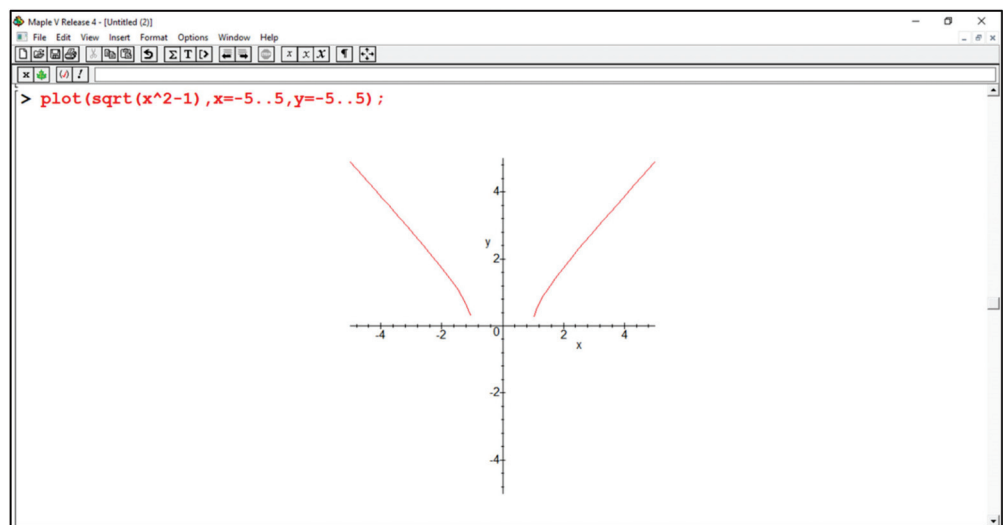 Maple V Release 4 - [Untitled (2)]
File Edit View Insert Format Options Window Help
Σ T x x x ¶
x (/) !
> plot(sqrt(x^2-1),x=-5..5,y=-5..5);
4
y
2
-4 -2 0 2 4
x
-2
-4